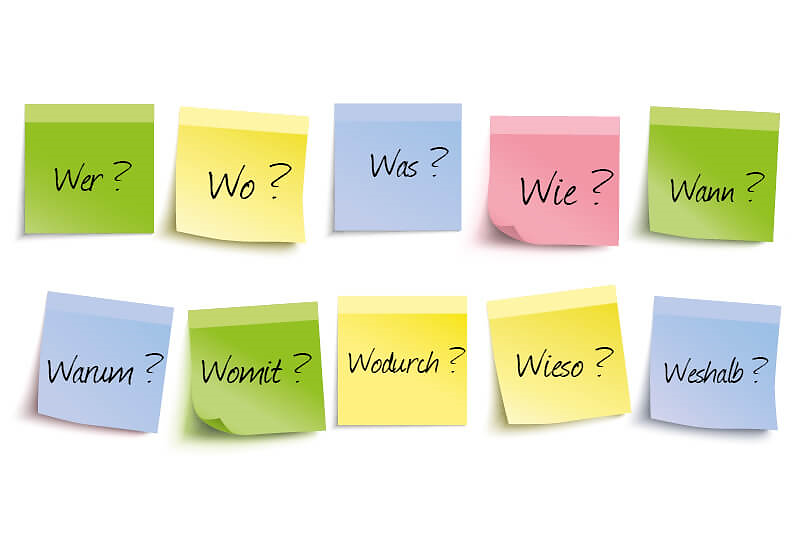 Wer ?
Wo ?
Was ?
Wie ?
Wann ?
Warum ?
Womit ?
Wodurch ?
Wieso ?
Weshalb ?